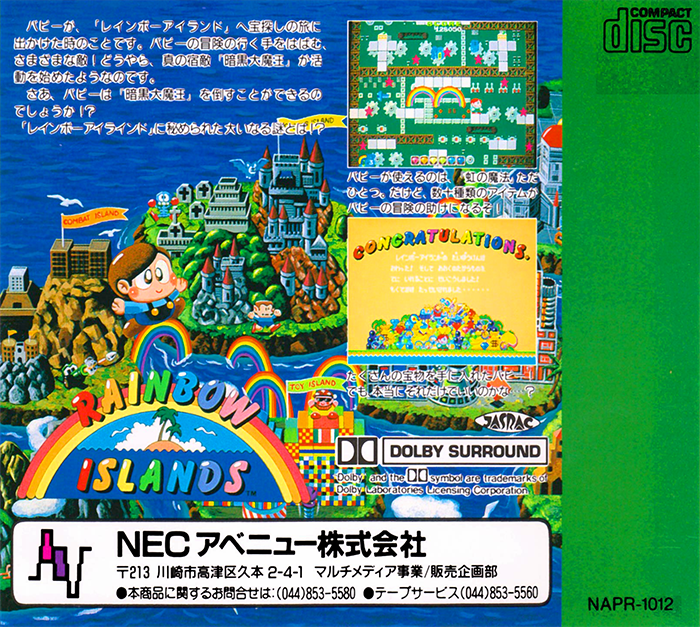 バビーが、「レインボーアイランド」へ宝探しの旅に
出かけた時のことです。バビーの冒険の行く手をはばむ、
さまざまな敵!どうやら、真の宿敵「暗黒大魔王」が活
動を始めたようなのです。
さあ、バビーは「暗黒大魔王」を倒すことができるの
でしょうか!?
「レインボーアイラインド」に秘められた大いなる謎とは!?
COMPACT
disc
バビーが使えるのは、虹の魔法、ただ
ひとつ。だけど、数十種類のアイテムが
バビーの冒険の助けになるぞ!
COMBAT ISLAND
ISLAND
CONGRATULATIONS.
たくさんの宝物を手に入れたバビー!
でも、本当にそれだけでいいのかな……?
TOY ISLAND
JASRAC
RAINBOW
ISLANDS
TM
DOLBY SURROUND
Dolby and the DD symbol are trademarks of
Dolby Laboratories Licensing Corporation.
NEC アベニュー株式会社
〒213 川崎市高津区久本 2-4-1 マルチメディア事業/販売企画部
●本商品に関するお問合せは:(044)853-5580 ●テープサービス(044)853-5560
NAPR-1012